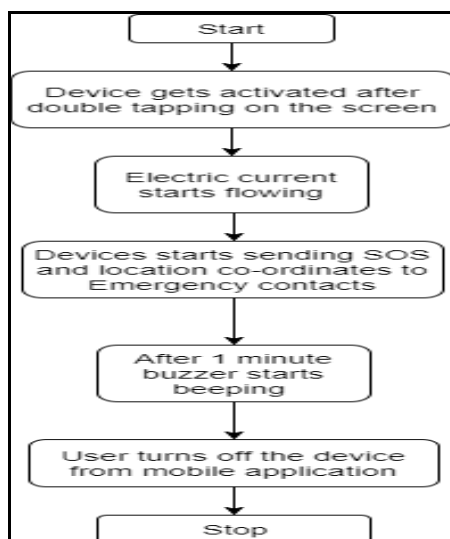 Start
Device gets activated after
double tapping on the screen
Electric current
starts flowing
Devices starts sending SOS
and location co-ordinates to
Emergency contacts
After 1 minute
buzzer starts
beeping
User turns off the device
from mobile application
Stop